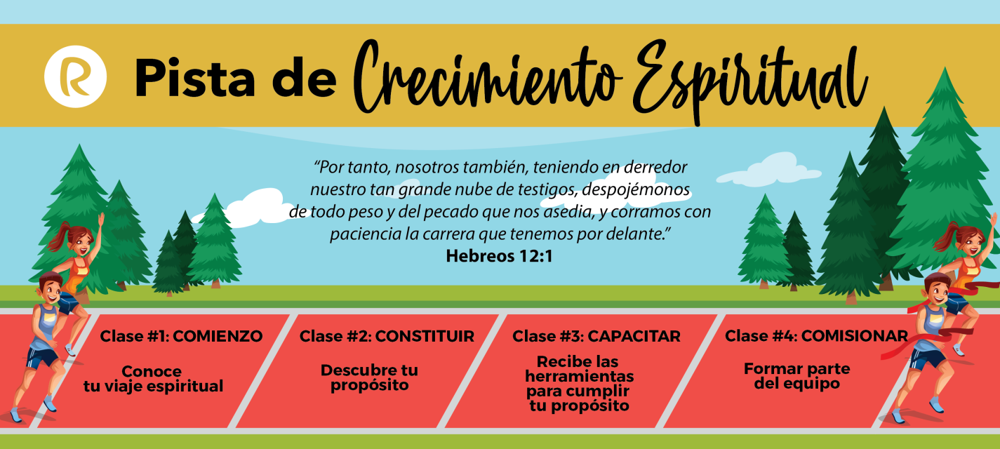 R Pista de Crecimiento Espiritual
“Por tanto, nosotros también, teniendo en derredor
nuestro tan grande nube de testigos, despojémonos
de todo peso y del pecado que nos asedia, y corramos con
paciencia la carrera que tenemos por delante.”
Hebreos 12:1
Clase #1: COMIENZO
Conoce
tu viaje espiritual
Clase #2: CONSTITUIR
Descubre tu
propósito
Clase #3: CAPACITAR
Recibe las
herramientas
para cumplir
tu propósito
Clase #4: COMISIONAR
Formar parte
del equipo